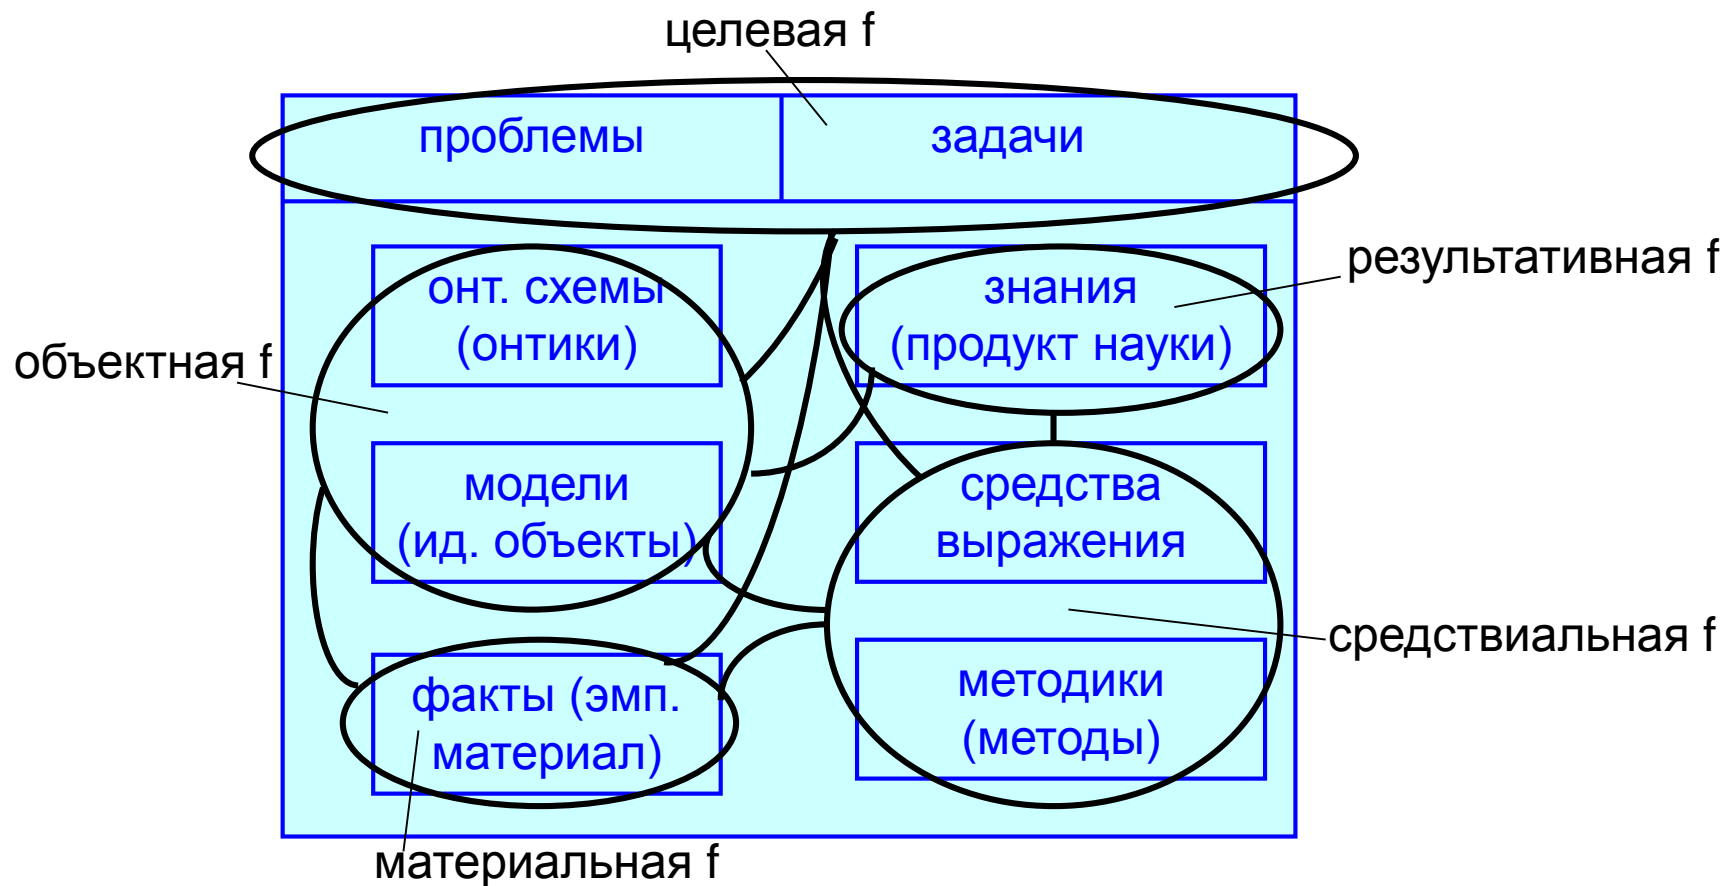 целевая f
проблемы
задачи
онт. схемы
(онтики)
знания
(продукт науки)
результативная f
объектная f
модели
(ид. объекты)
средства
выражения
средствиальная f
факты (эмп.
материал)
методики
(методы)
материальная f